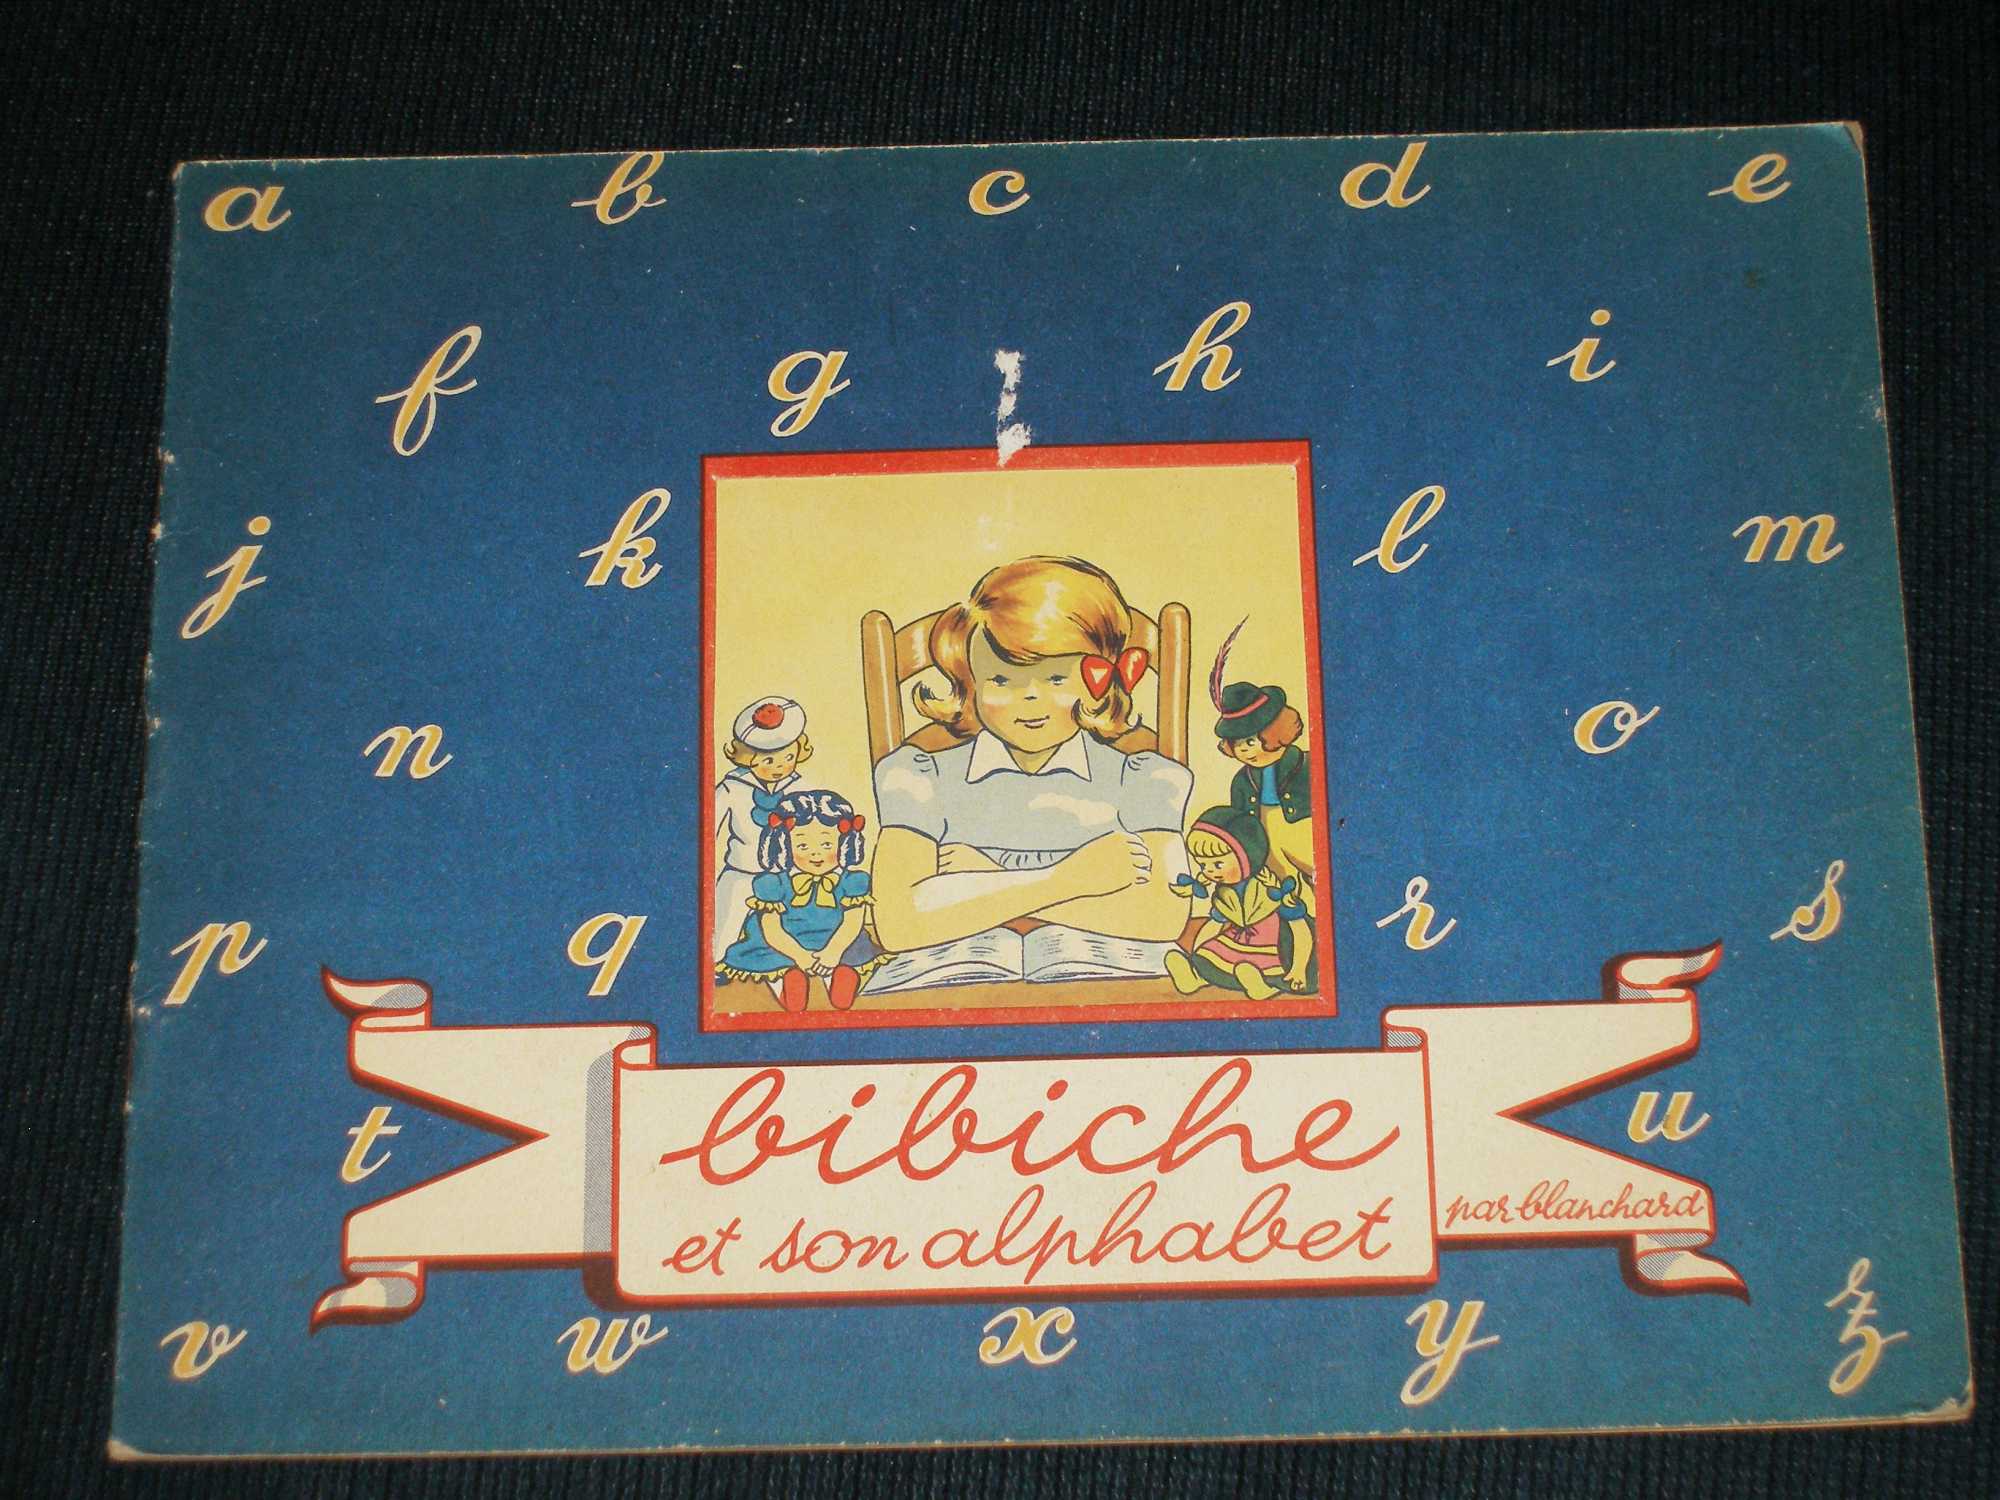 a b c d e
f g h i
j k l m
n o
p q r s
t u
bibiche
et son alphabet
par blanchard
v w x y z